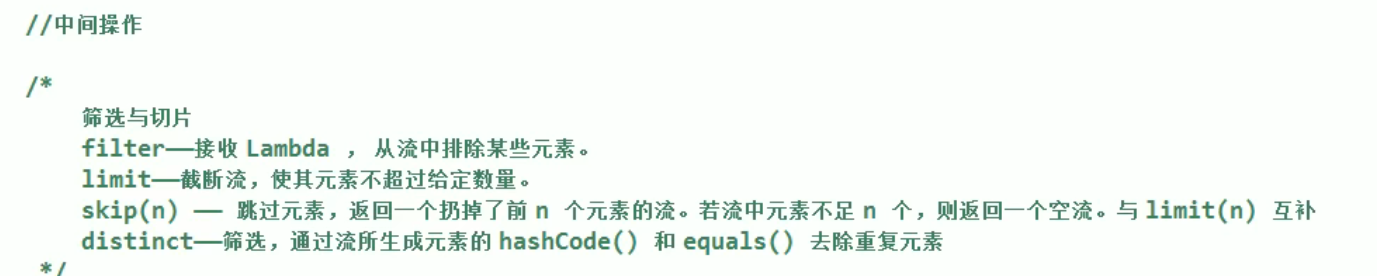 //中间操作
/*
筛选与切片
filter——接收 Lambda ， 从流中排除某些元素。
limit——截断流，使其元素不超过给定数量。
skip(n) —— 跳过元素，返回一个扔掉了前 n 个元素的流。若流中元素不足 n 个，则返回一个空流。与 limit(n) 互补
distinct——筛选，通过流所生成元素的 hashCode() 和 equals() 去除重复元素
*/